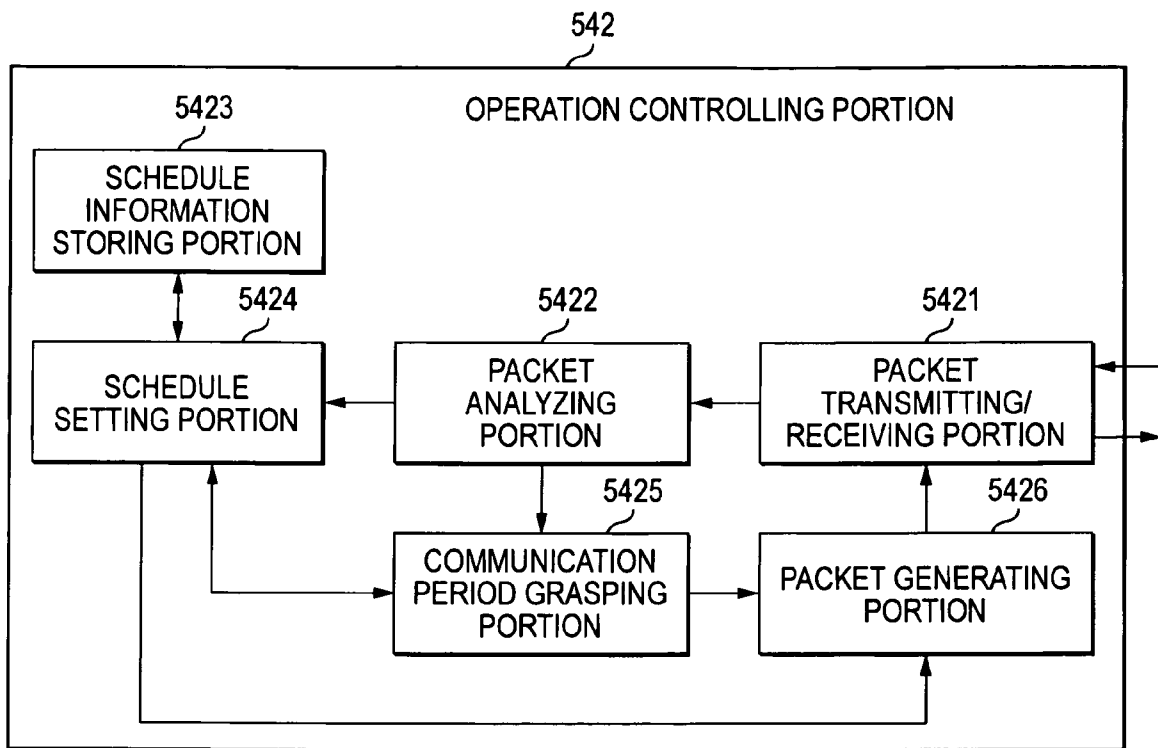 542
OPERATION CONTROLLING PORTION
5423
SCHEDULE
INFORMATION
STORING PORTION
5424
SCHEDULE
SETTING PORTION
5422
PACKET
ANALYZING
PORTION
5421
PACKET
TRANSMITTING/
RECEIVING PORTION
5425
COMMUNICATION
PERIOD GRASPING
PORTION
5426
PACKET GENERATING
PORTION